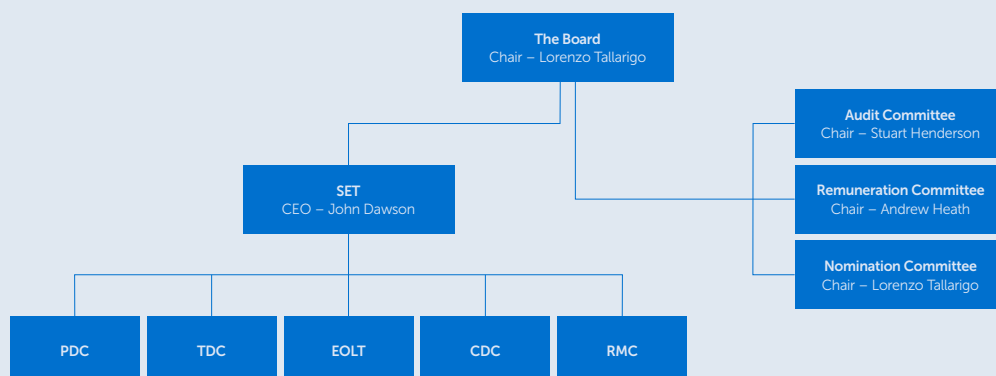 The Board
Chair – Lorenzo Tallarigo
Audit Committee
Chair – Stuart Henderson
SET
CEO – John Dawson
Remuneration Committee
Chair – Andrew Heath
Nomination Committee
Chair – Lorenzo Tallarigo
PDC
TDC
EOLT
CDC
RMC